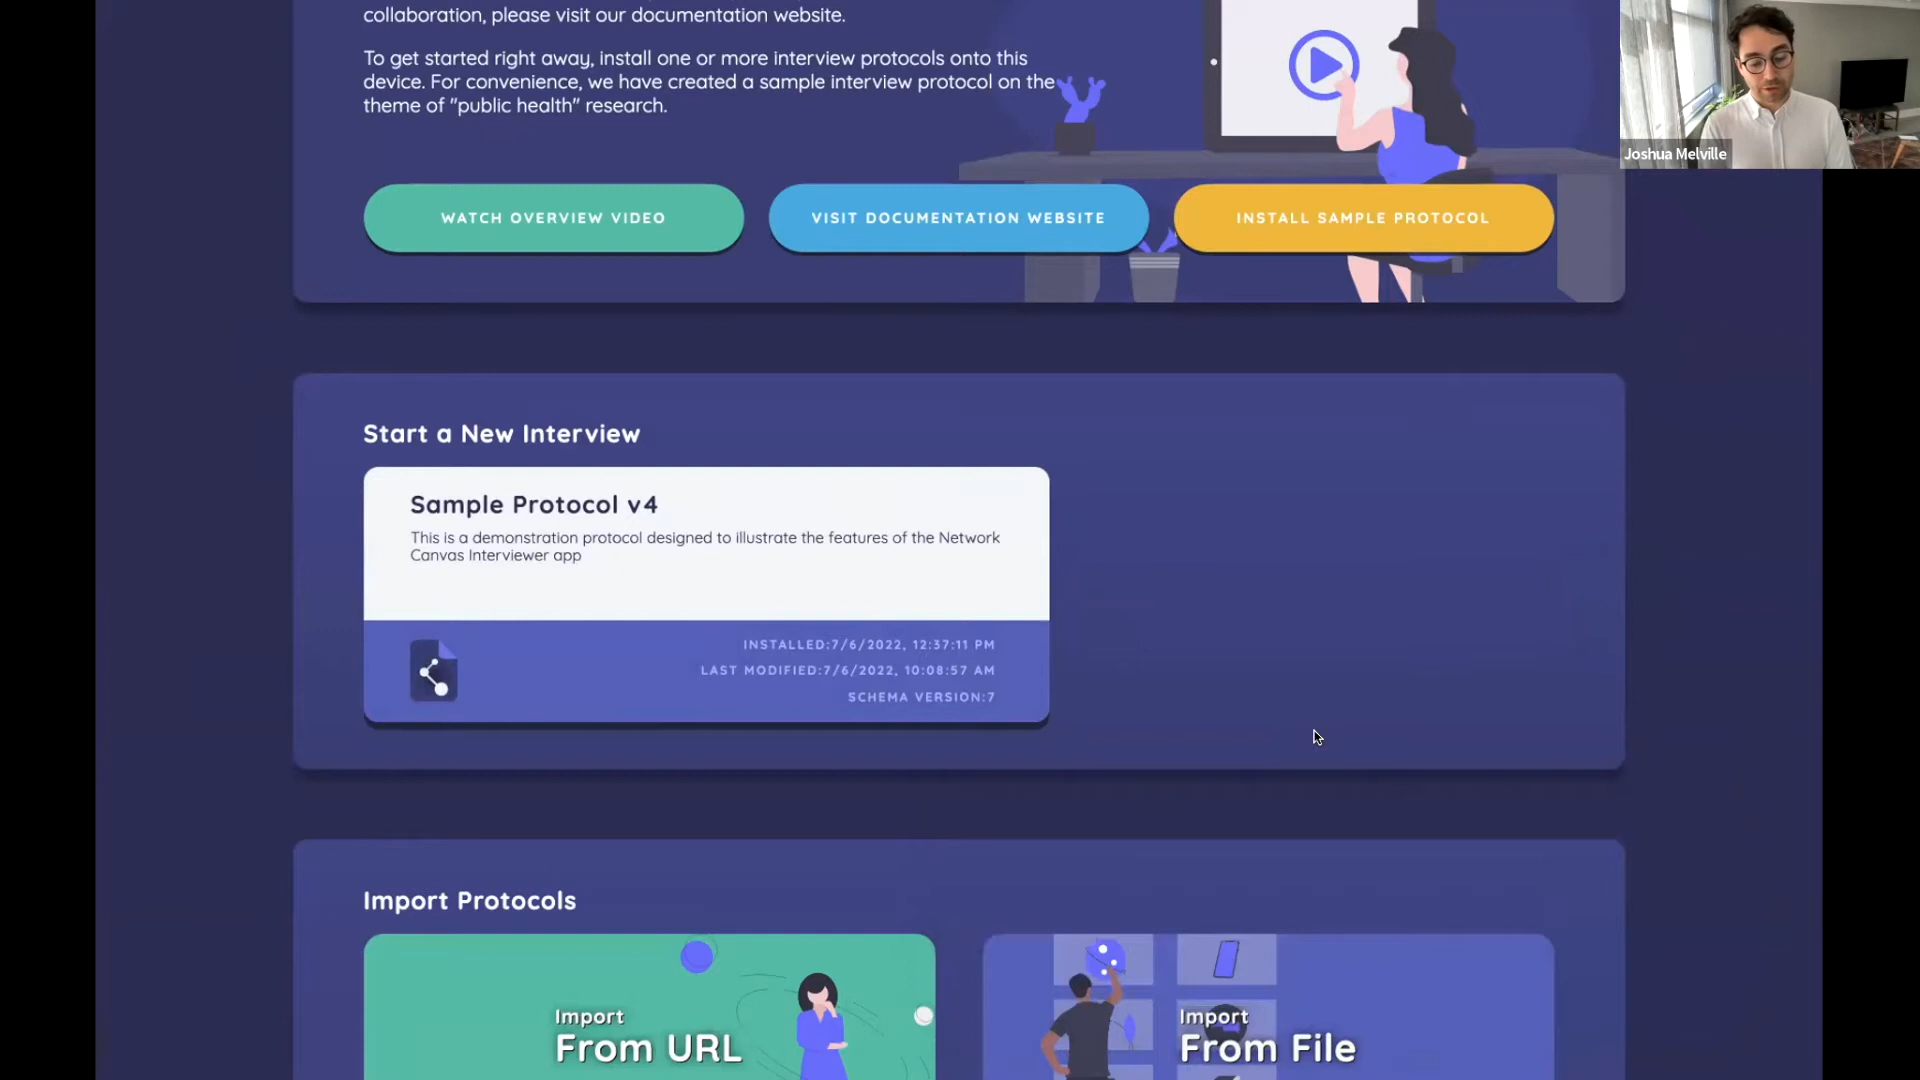 collaboration, please visit our documentation website.
To get started right away, install one or more interview protocols onto this
device. For convenience, we have created a sample interview protocol on the
theme of "public health" research.
Joshua Melville
WATCH OVERVIEW VIDEO
VISIT DOCUMENTATION WEBSITE
INSTALL SAMPLE PROTOCOL
Start a New Interview
Sample Protocol v4
This is a demonstration protocol designed to illustrate the features of the Network
Canvas Interviewer app
INSTALLED:7/6/2022, 12:37:11 PM
LAST MODIFIED:7/6/2022, 10:08:57 AM
SCHEMA VERSION:7
Import Protocols
Import
From URL
Import
From File